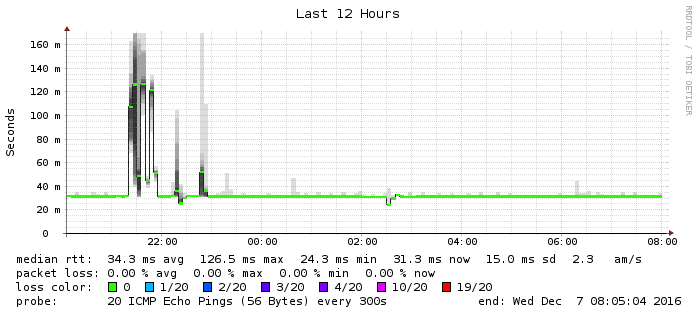 Last 12 Hours
RRDTOOL / TOBI OETIKER
Seconds
160 m
140 m
120 m
100 m
80 m
60 m
40 m
20 m
0
22:00 00:00 02:00 04:00 06:00 08:00
median rtt: 34.3 ms avg 126.5 ms max 24.3 ms min 31.3 ms now 15.0 ms sd 2.3 am/s
packet loss: 0.00 % avg 0.00 % max 0.00 % min 0.00 % now
loss color: 0 1/20 2/20 3/20 4/20 10/20 19/20
probe: 20 ICMP Echo Pings (56 Bytes) every 300s end: Wed Dec 7 08:05:04 2016